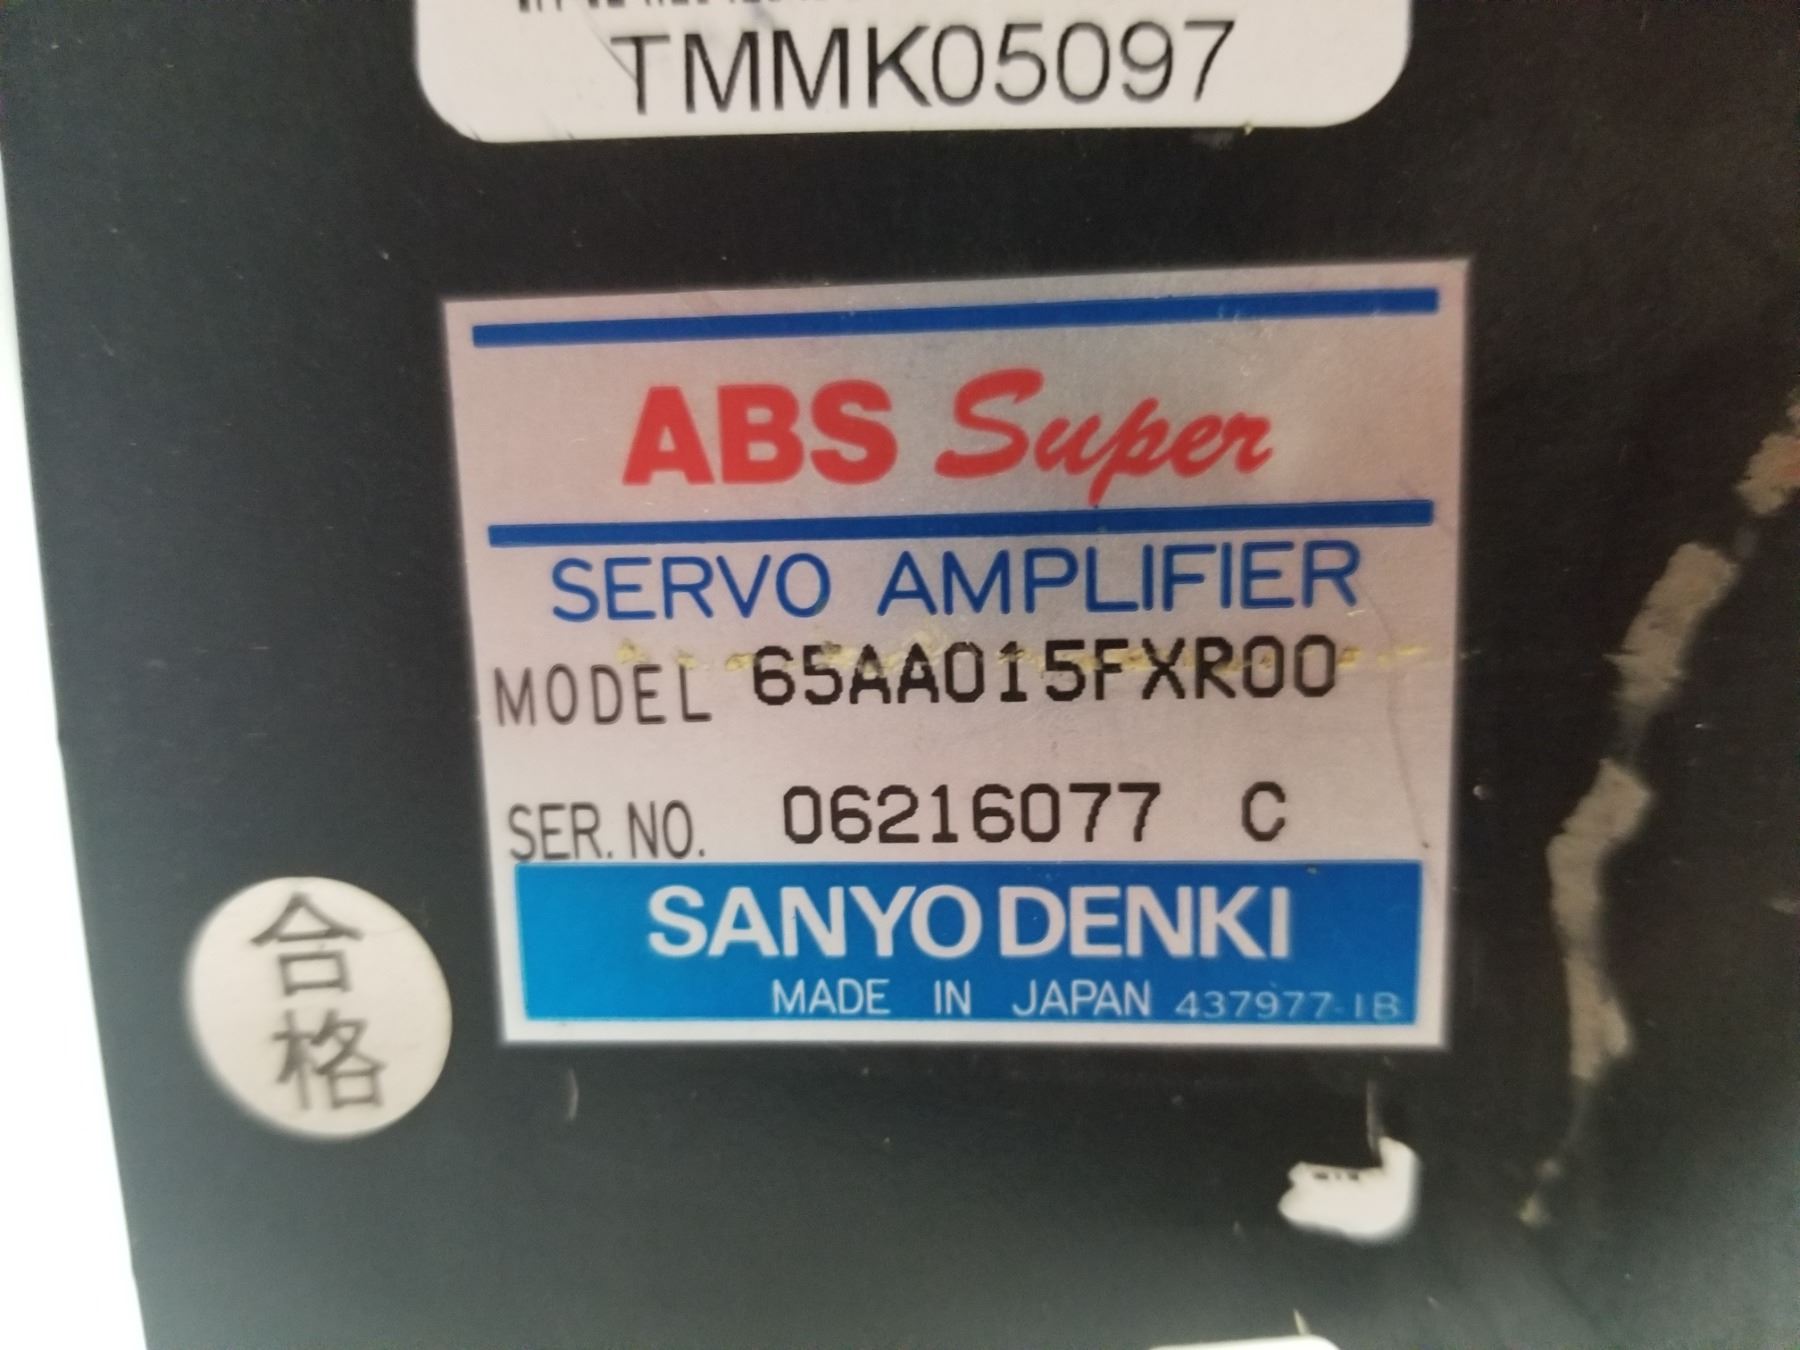 TMMK05097
ABS Super
SERVO AMPLIFIER
MODEL 65AA015FXR00
SER. NO. 06216077 C
SANYO DENKI
MADE IN JAPAN 437977-1B
合
格